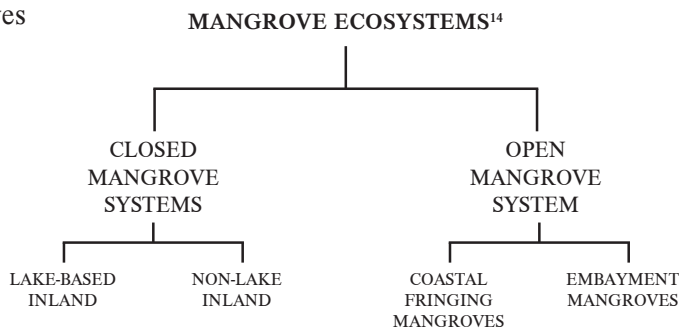 ves
MANGROVE ECOSYSTEMS¹⁴
CLOSED
MANGROVE
SYSTEMS
OPEN
MANGROVE
SYSTEM
LAKE-BASED
INLAND
NON-LAKE
INLAND
COASTAL
FRINGING
MANGROVES
EMBAYMENT
MANGROVES